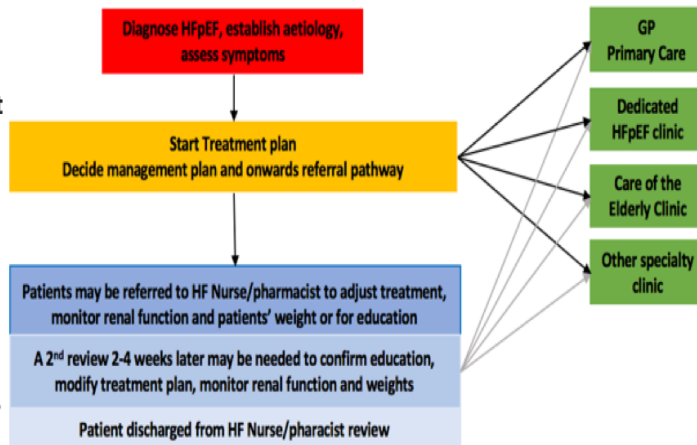 Diagnose HFpEF, establish aetiology,
assess symptoms
Start Treatment plan
Decide management plan and onwards referral pathway
Patients may be referred to HF Nurse/pharmacist to adjust treatment,
monitor renal function and patients' weight or for education
A 2nd review 2-4 weeks later may be needed to confirm education,
modify treatment plan, monitor renal function and weights
Patient discharged from HF Nurse/pharacist review
GP
Primary Care
Dedicated
HFpEF clinic
Care of the
Elderly Clinic
Other specialty
clinic